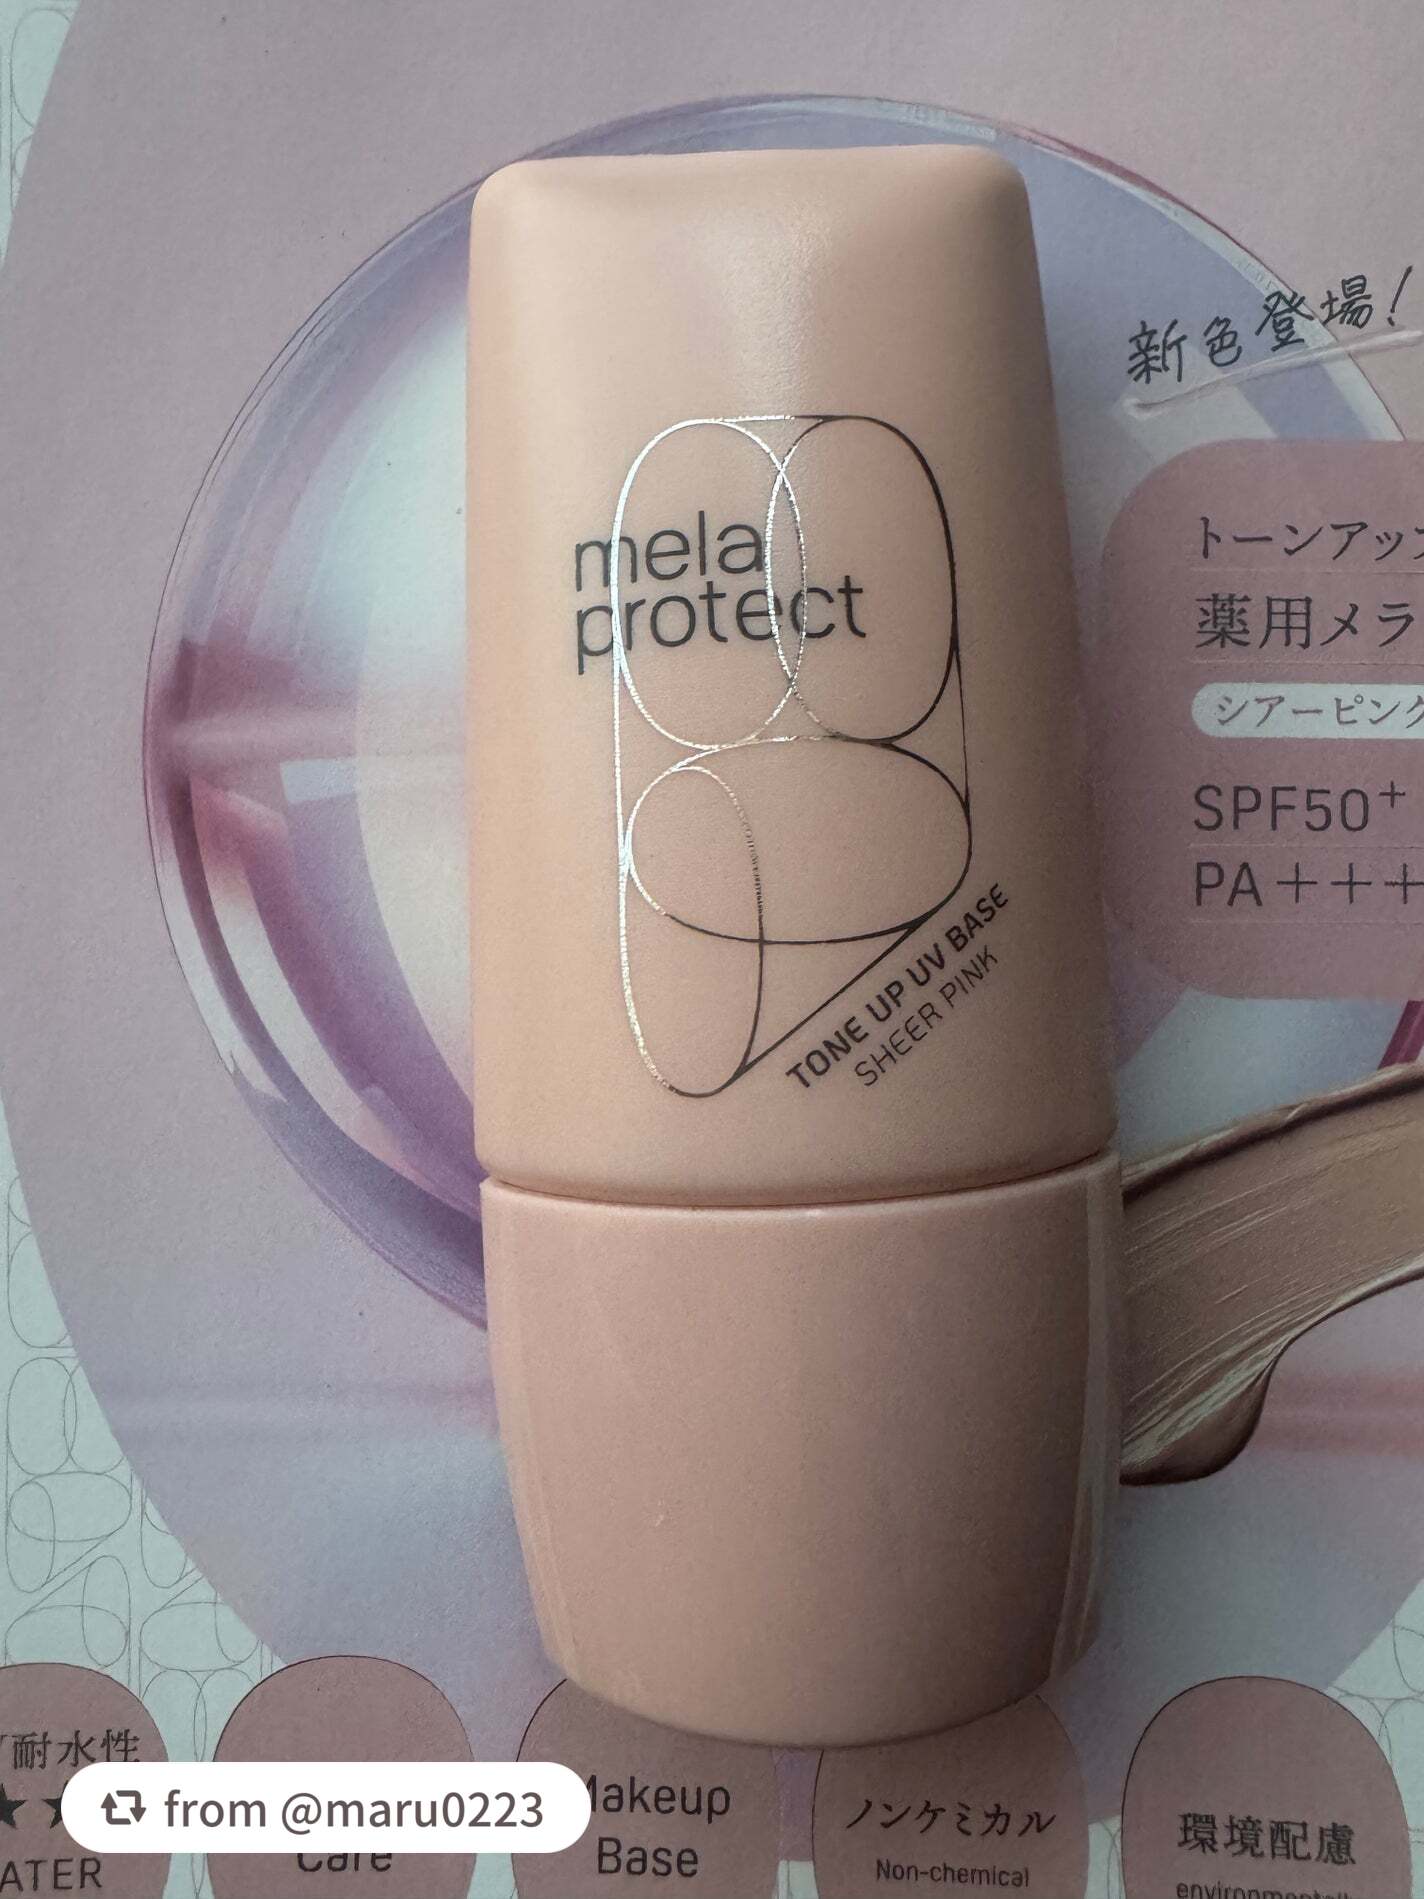 新色登場!
mela
protect
トーンアップ
薬用メラ
シアーピンク
SPF50+
PA+++
TONE UP UV BASE
SHEER PINK
耐水性
ATER
Care
Makeup
Base
ノンケミカル
Non-chemical
環境配慮
from @maru0223